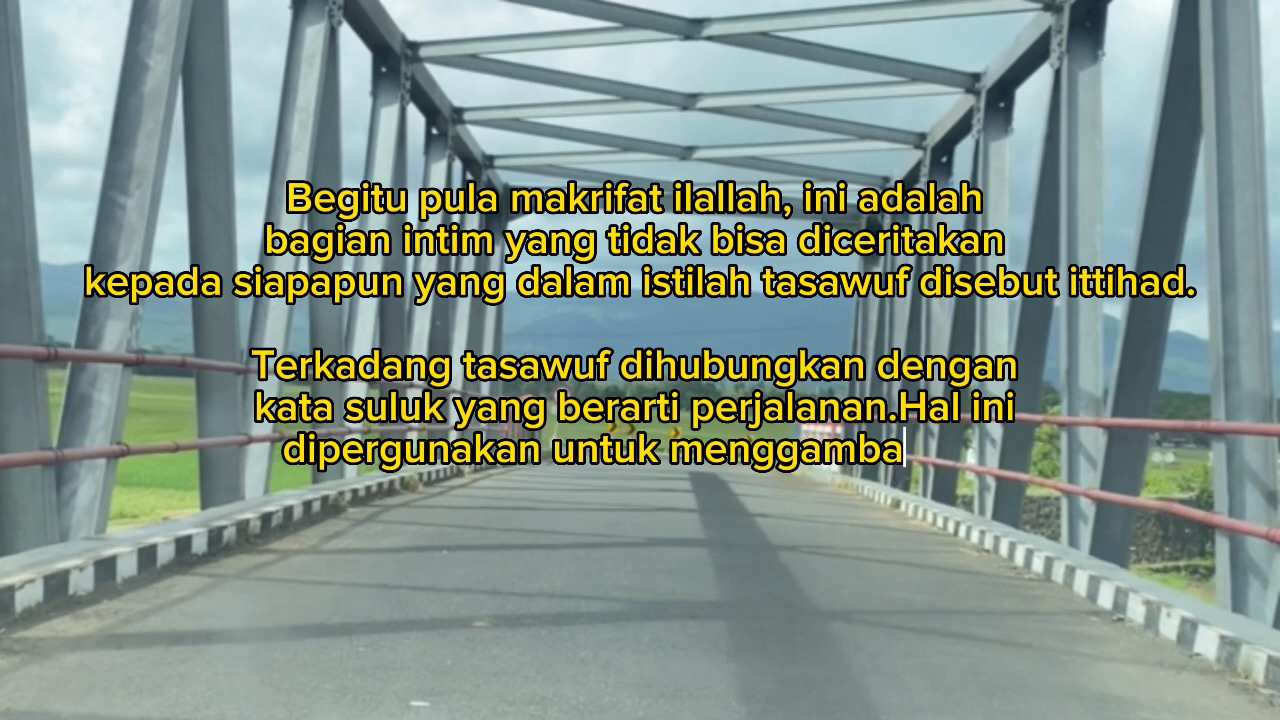 Begitu pula makrifat ilallah, ini adalah
bagian intim yang tidak bisa diceritakan
kepada siapapun yang dalam istilah tasawuf disebut ittihad.
Terkadang tasawuf dihubungkan dengan
kata suluk yang berarti perjalanan.Hal ini
dipergunakan untuk menggamba